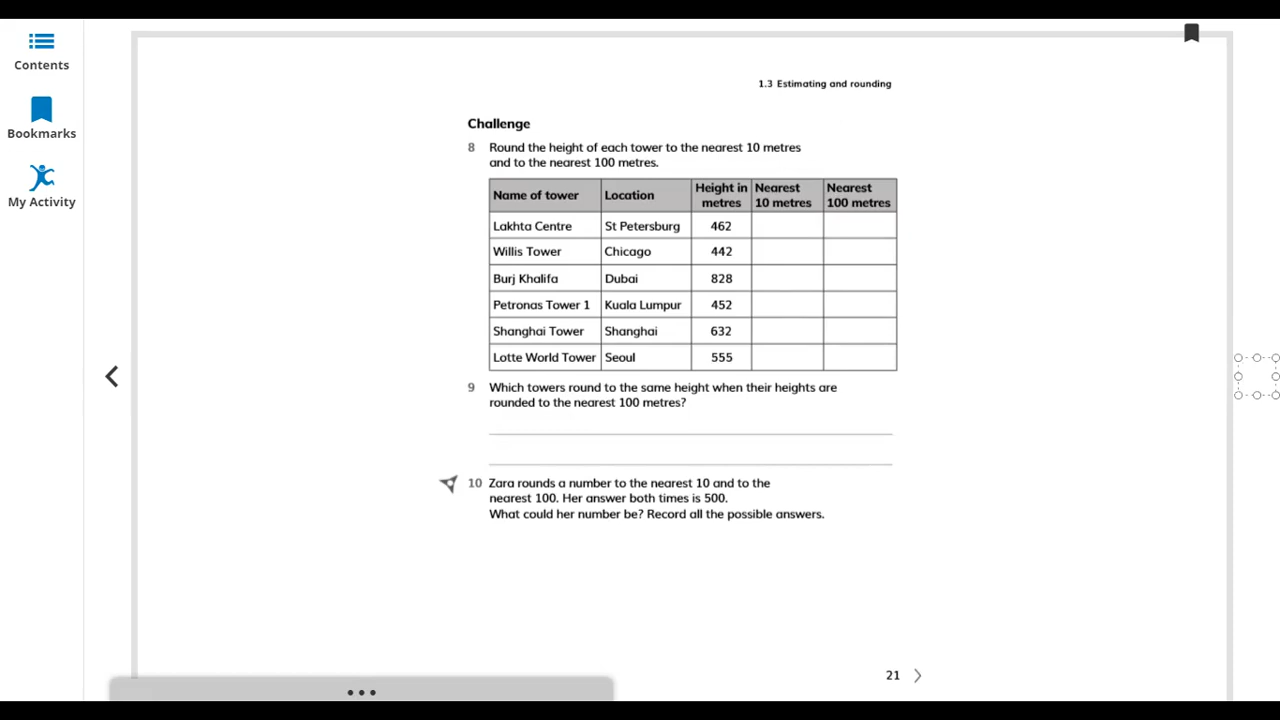 Contents
Bookmarks
My Activity
1.3 Estimating and rounding
Challenge
8 Round the height of each tower to the nearest 10 metres
and to the nearest 100 metres.
Name of tower Location Height in metres Nearest 10 metres Nearest 100 metres
Lakhta Centre St Petersburg 462
Willis Tower Chicago 442
Burj Khalifa Dubai 828
Petronas Tower 1 Kuala Lumpur 452
Shanghai Tower Shanghai 632
Lotte World Tower Seoul 555
9 Which towers round to the same height when their heights are
rounded to the nearest 100 metres?
10 Zara rounds a number to the nearest 10 and to the
nearest 100. Her answer both times is 500.
What could her number be? Record all the possible answers.
21